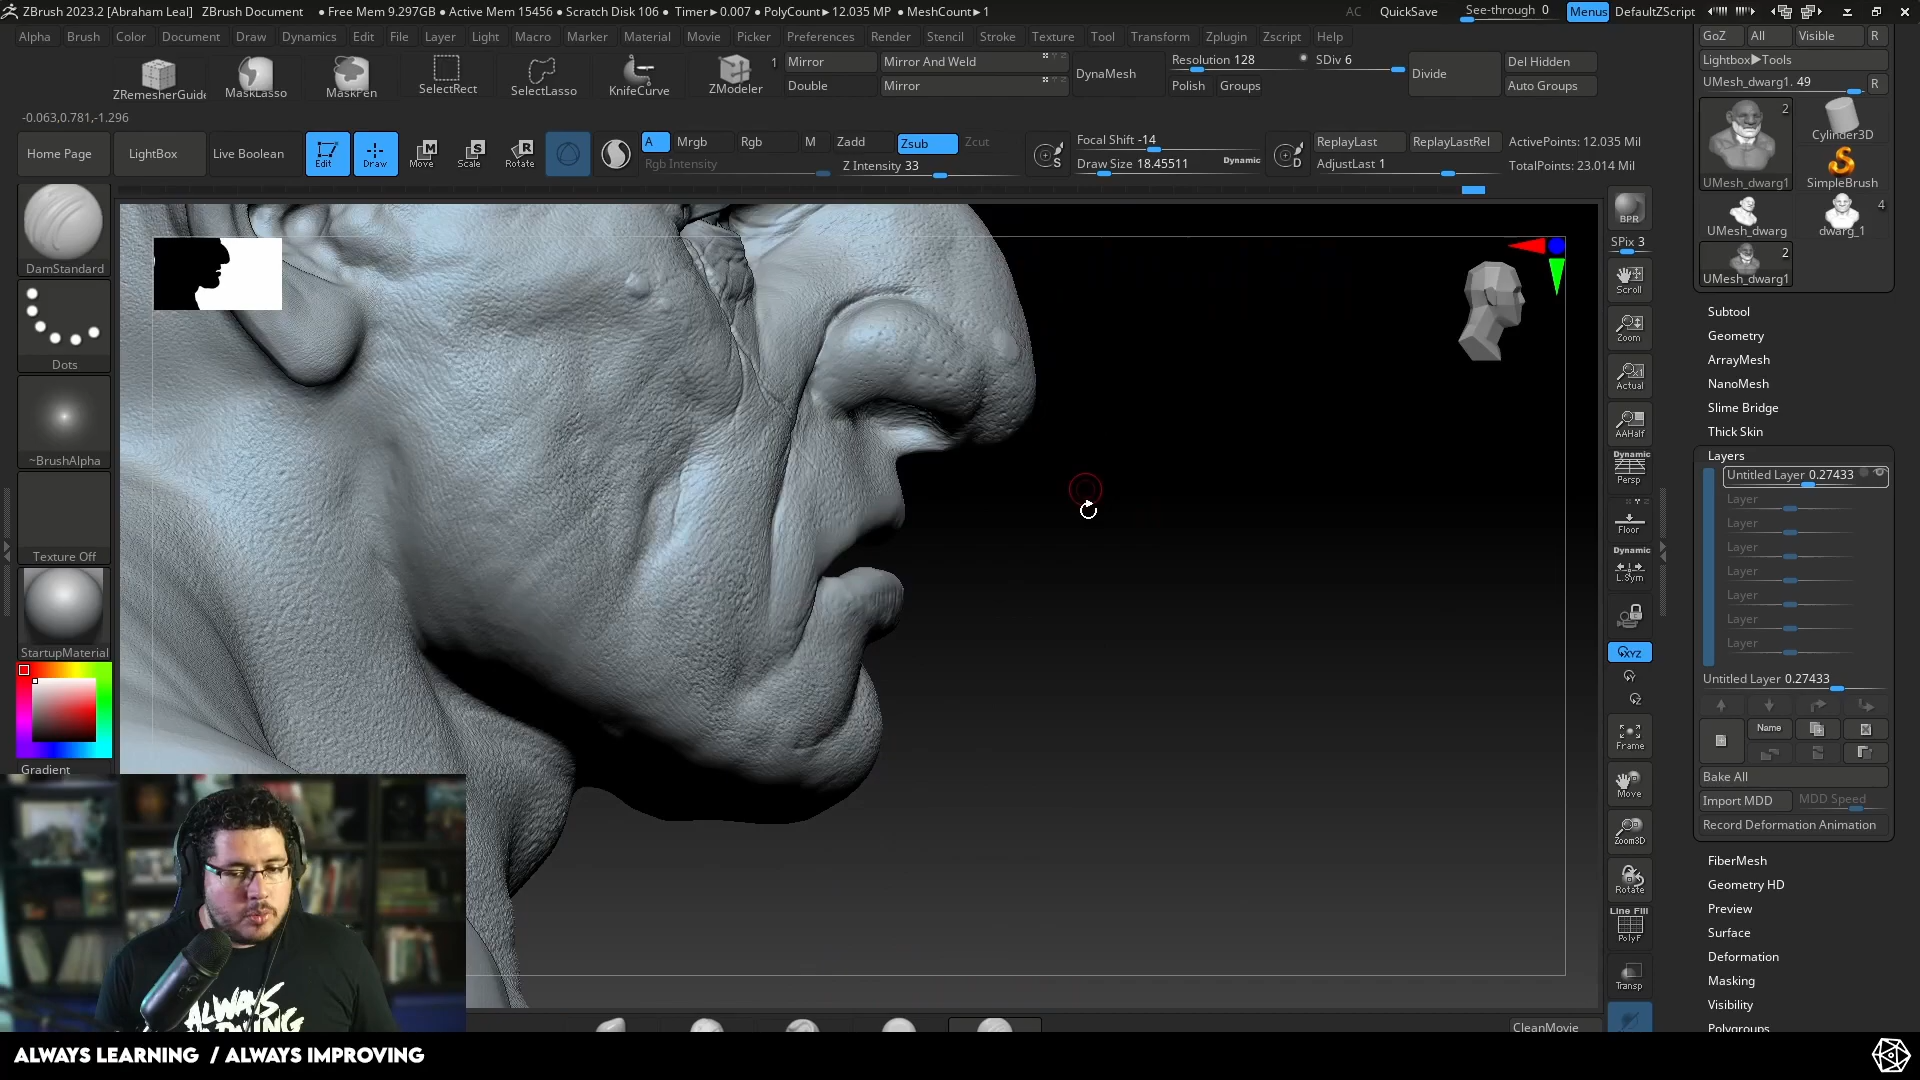 ZBrush 2023.2 [Abraham Leal] ZBrush Document ● Free Mem 9.297GB ● Active Mem 15456 ● Scratch Disk 106 ● Timer►0.007 ● PolyCount►12.035 MP ● MeshCount►1 AC QuickSave See-through 0 Menus DefaultZScript
Alpha Brush Color Document Draw Dynamics Edit File Layer Light Macro Marker Material Movie Picker Preferences Render Stencil Stroke Texture Tool Transform Zplugin Zscript Help
GoZ All Visible R
Lightbox►Tools
UMesh_dwarg1. 49 R
ZRemesherGuide MaskLasso MaskPen SelectRect SelectLasso KnifeCurve ZModeler 1
Mirror Mirror And Weld
Double Mirror
DynaMesh Resolution 128 SDiv 6 Divide Del Hidden
Polish Groups Auto Groups
-0.063,0.781,-1.296
Home Page LightBox Live Boolean Edit Draw Move Scale Rotate
A Mrgb Rgb M Zadd Zsub Zcut
Rgb Intensity Z Intensity 33
Focal Shift -14
Draw Size 18.45511 Dynamic
ReplayLast ReplayLastRel ActivePoints: 12.035 Mil
AdjustLast 1 TotalPoints: 23.014 Mil
2
Cylinder3D
UMesh_dwarg1 SimpleBrush
4
UMesh_dwarg dwarg_1
2
UMesh_dwarg1
DamStandard
Dots
~BrushAlpha
Texture Off
StartupMaterial
Gradient
BPR
SPix 3
Scroll
Zoom
Actual
AAHalf
Dynamic
Persp
Floor
Dynamic
L.Sym
XYZ
Frame
Move
Zoom3D
Rotate
Line Fill
PolyF
Transp
Subtool
Geometry
ArrayMesh
NanoMesh
Slime Bridge
Thick Skin
Layers
Untitled Layer 0.27433
Layer
Layer
Layer
Layer
Layer
Layer
Layer
Untitled Layer 0.27433
Name
Bake All
Import MDD MDD Speed
Record Deformation Animation
FiberMesh
Geometry HD
Preview
Surface
Deformation
Masking
Visibility
Polygroups
CleanMovie
ALWAYS
ALWAYS LEARNING / ALWAYS IMPROVING